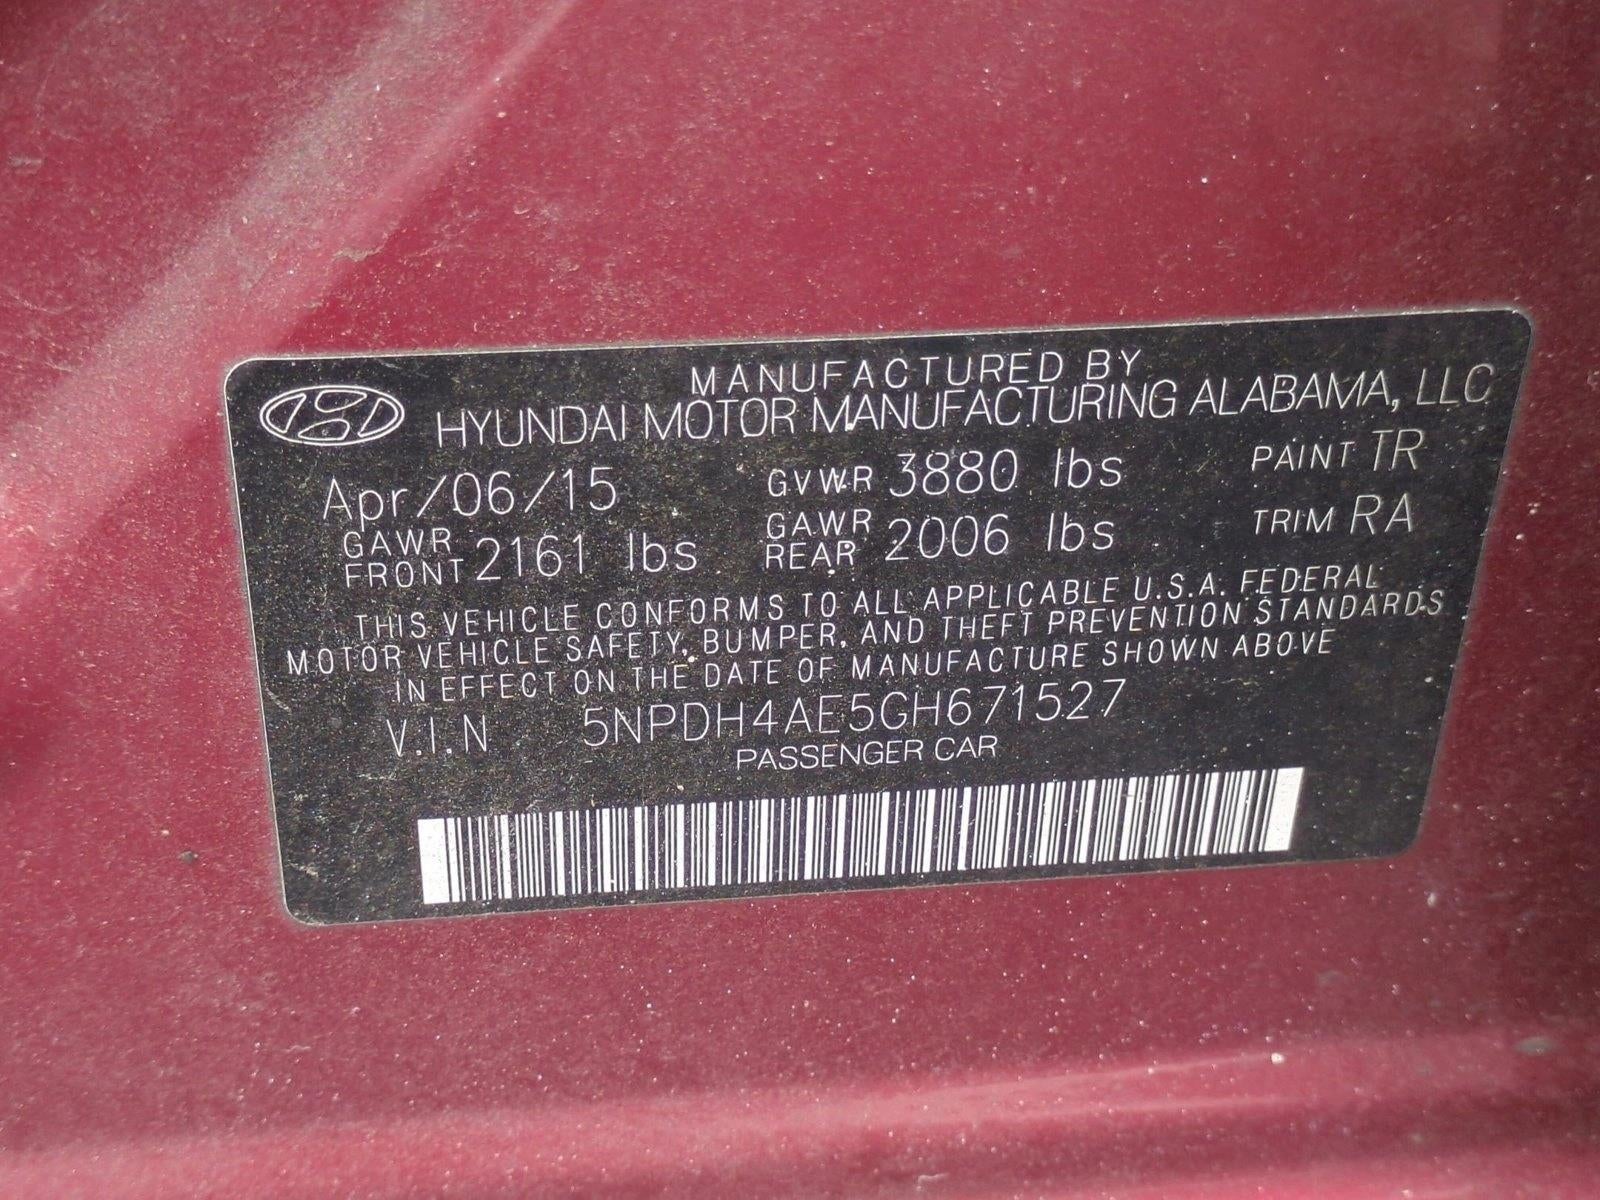 MANUFACTURED BY
HYUNDAI MOTOR MANUFACTURING ALABAMA, LLC
Apr/06/15 GVWR 3880 lbs PAINT TR
GAWR FRONT 2161 lbs GAWR REAR 2006 lbs TRIM RA
THIS VEHICLE CONFORMS TO ALL APPLICABLE U.S.A. FEDERAL
MOTOR VEHICLE SAFETY, BUMPER, AND THEFT PREVENTION STANDARDS
IN EFFECT ON THE DATE OF MANUFACTURE SHOWN ABOVE
V.I.N 5NPDH4AE5GH671527
PASSENGER CAR